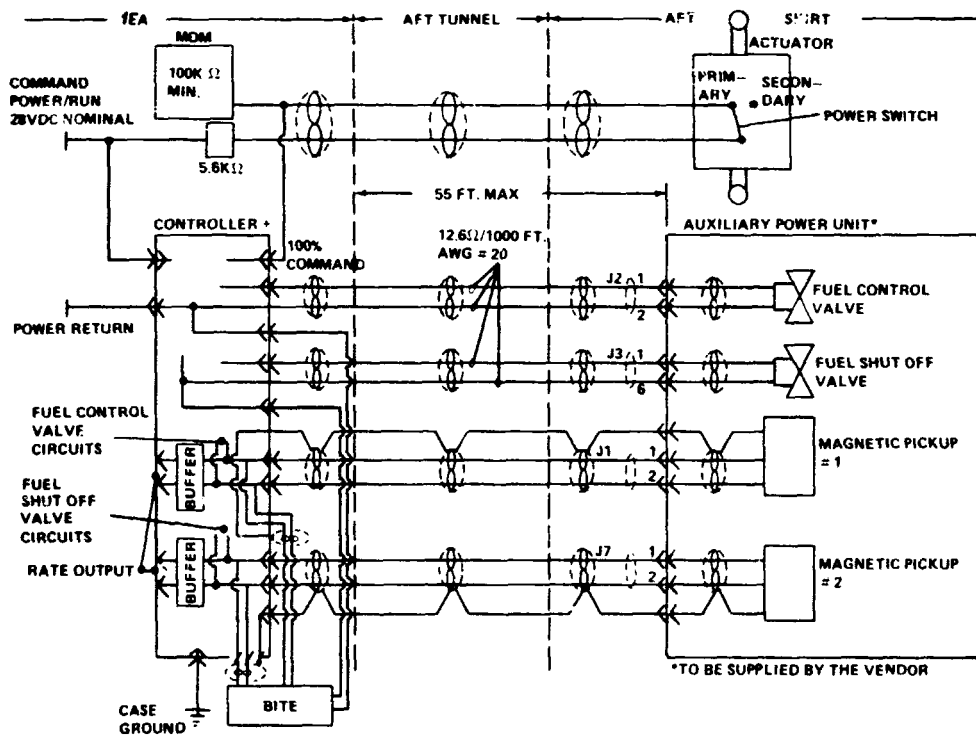 1EA
AFT TUNNEL
AFT SKIRT
MDM
ACTUATOR
100K Ω
MIN.
COMMAND
POWER/RUN
28VDC NOMINAL
PRIM-
ARY
SECON-
DARY
POWER SWITCH
5.6KΩ
55 FT. MAX
CONTROLLER +
AUXILIARY POWER UNIT*
100%
COMMAND
12.6Ω/1000 FT.
AWG = 20
J2 1
2
FUEL CONTROL
VALVE
POWER RETURN
J3 1
6
FUEL SHUT OFF
VALVE
FUEL CONTROL
VALVE
CIRCUITS
BUFFER
J1 1
2
MAGNETIC PICKUP
= 1
FUEL
SHUT OFF
VALVE
CIRCUITS
RATE OUTPUT
BUFFER
J7 1
2
MAGNETIC PICKUP
= 2
*TO BE SUPPLIED BY THE VENDOR
BITE
CASE
GROUND